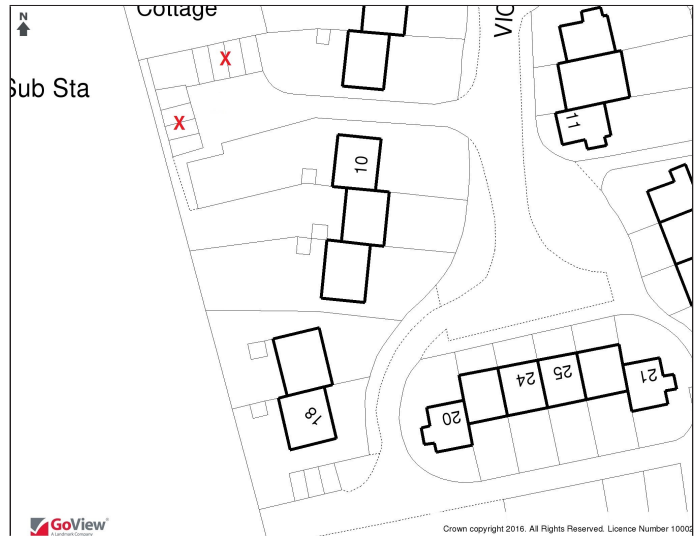 Cottage
N
VIC
Sub Sta
X
X
11
10
24
25
21
20
18
GoView®
A Landmark Company
Crown copyright 2016. All Rights Reserved. Licence Number 10002